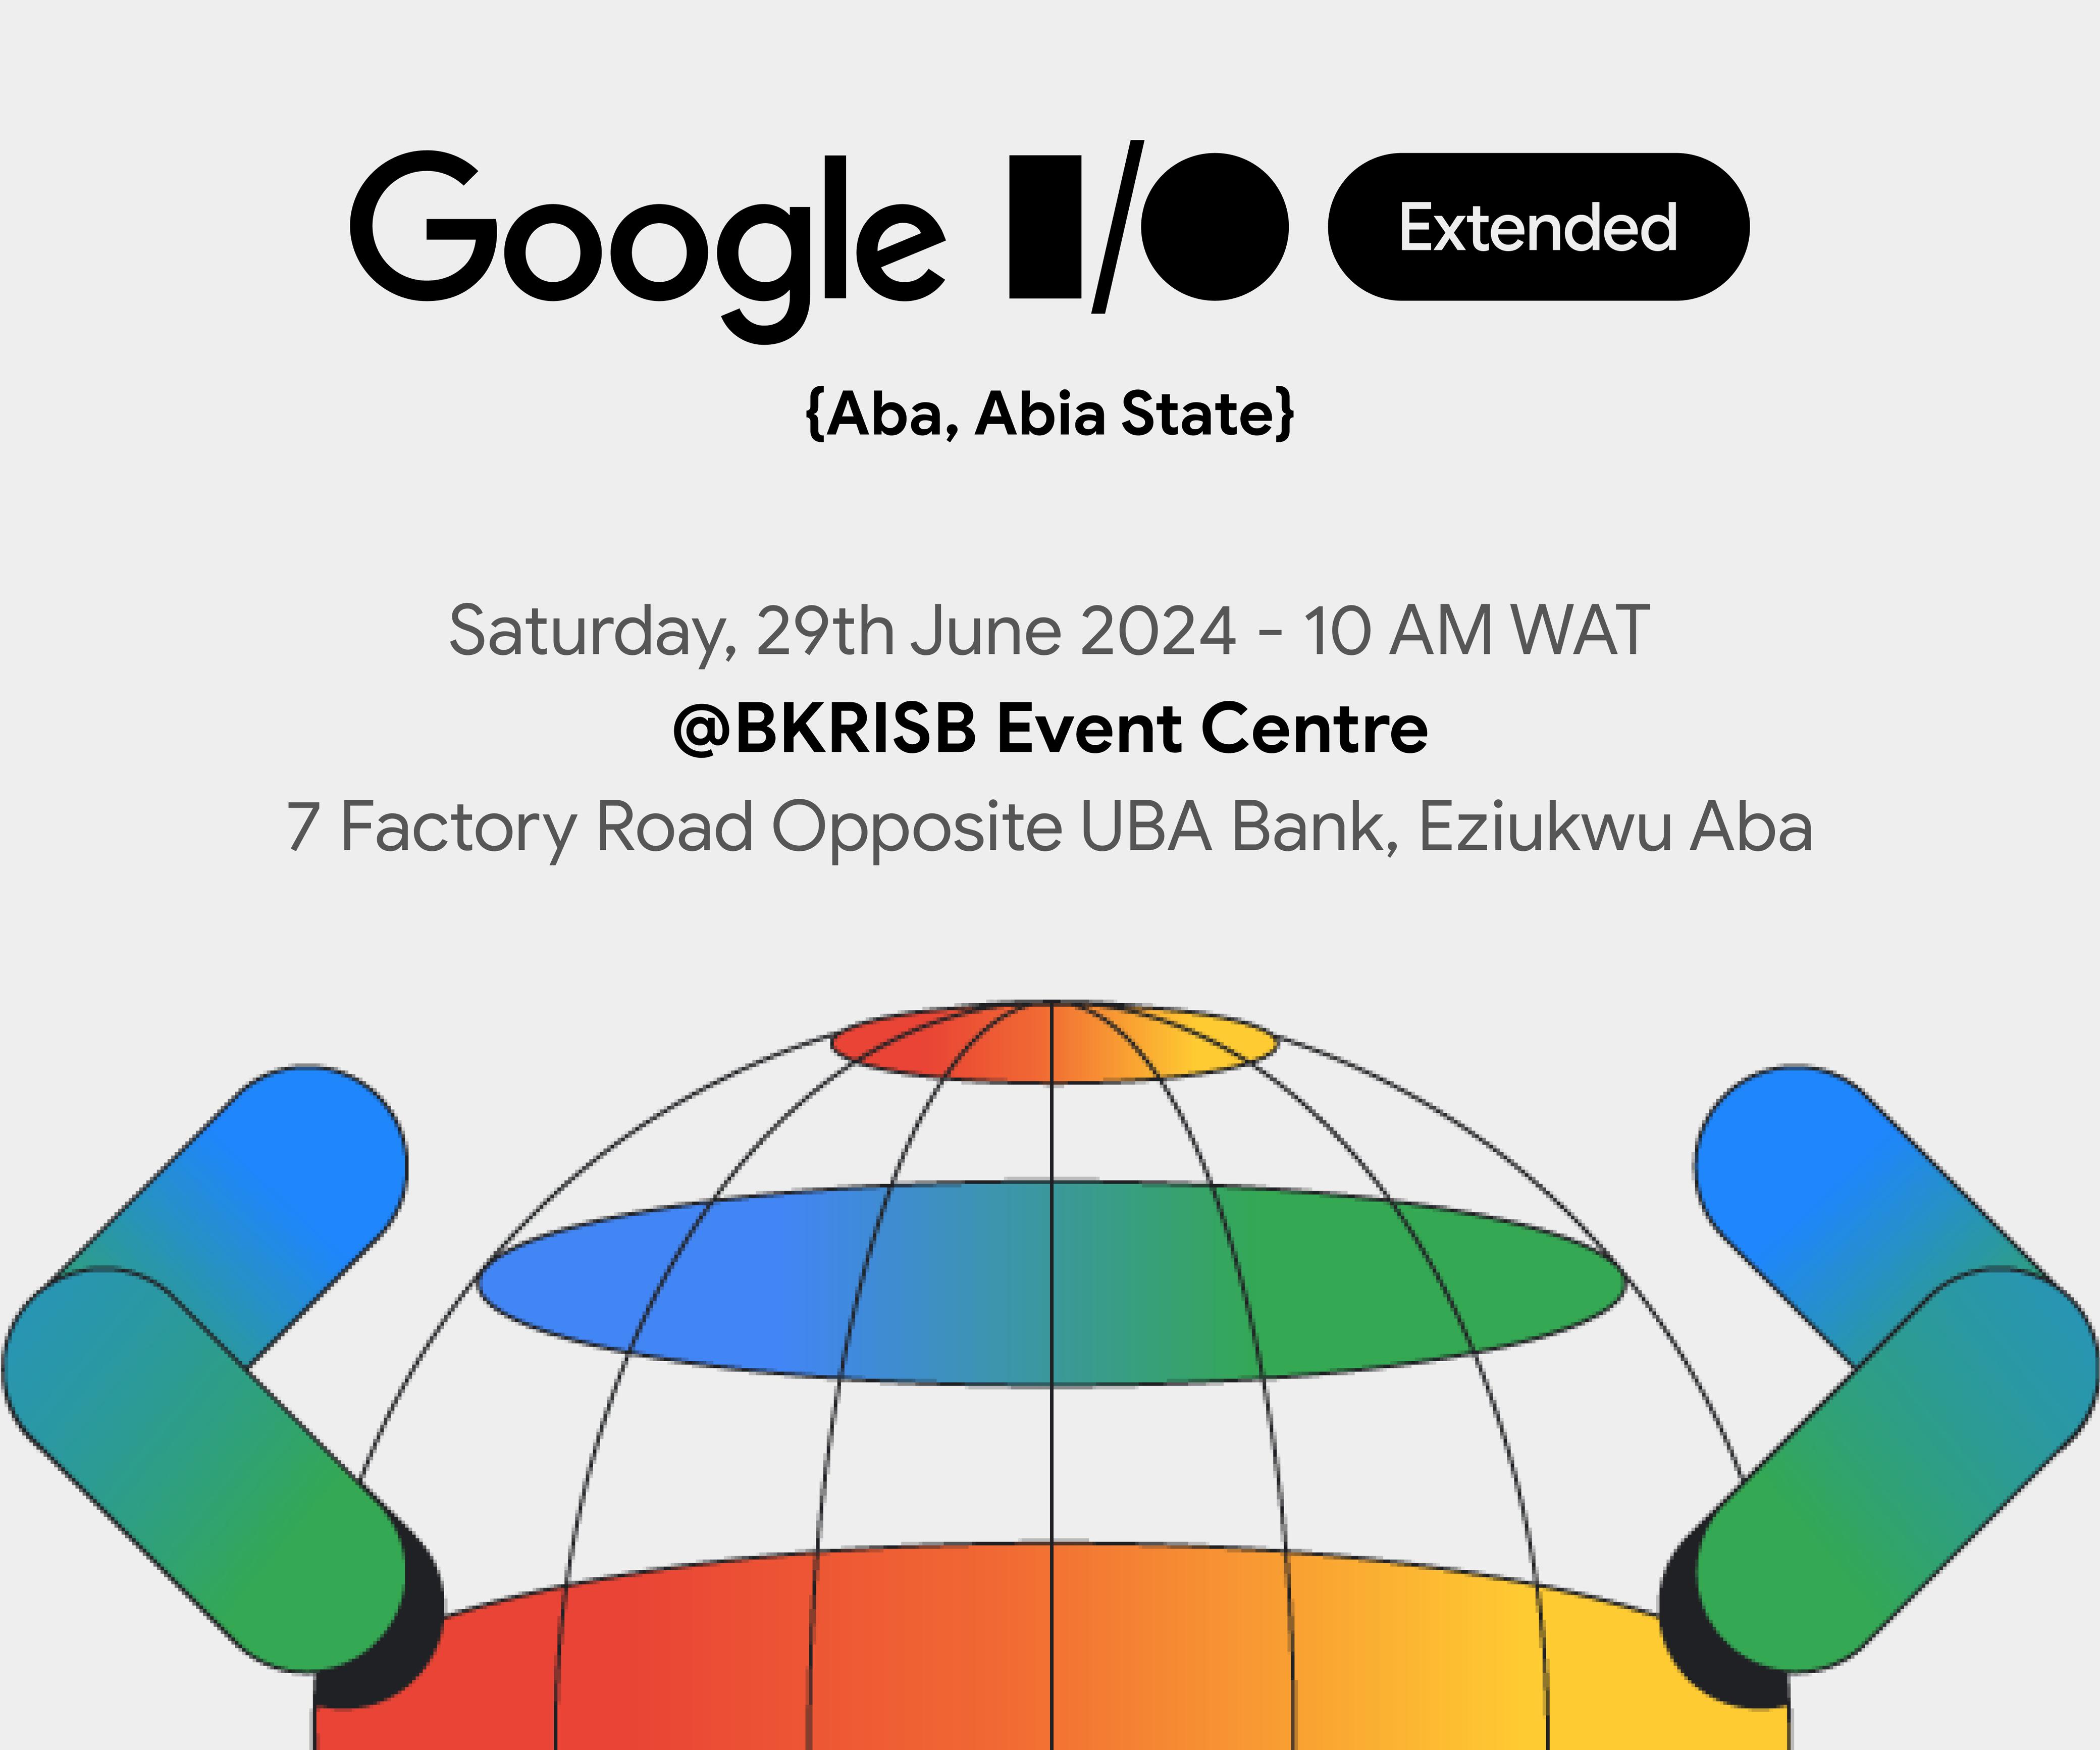 Google I/O Extended
{Aba, Abia State}
Saturday, 29th June 2024 - 10 AM WAT
@BKRISB Event Centre
7 Factory Road Opposite UBA Bank, Eziukwu Aba